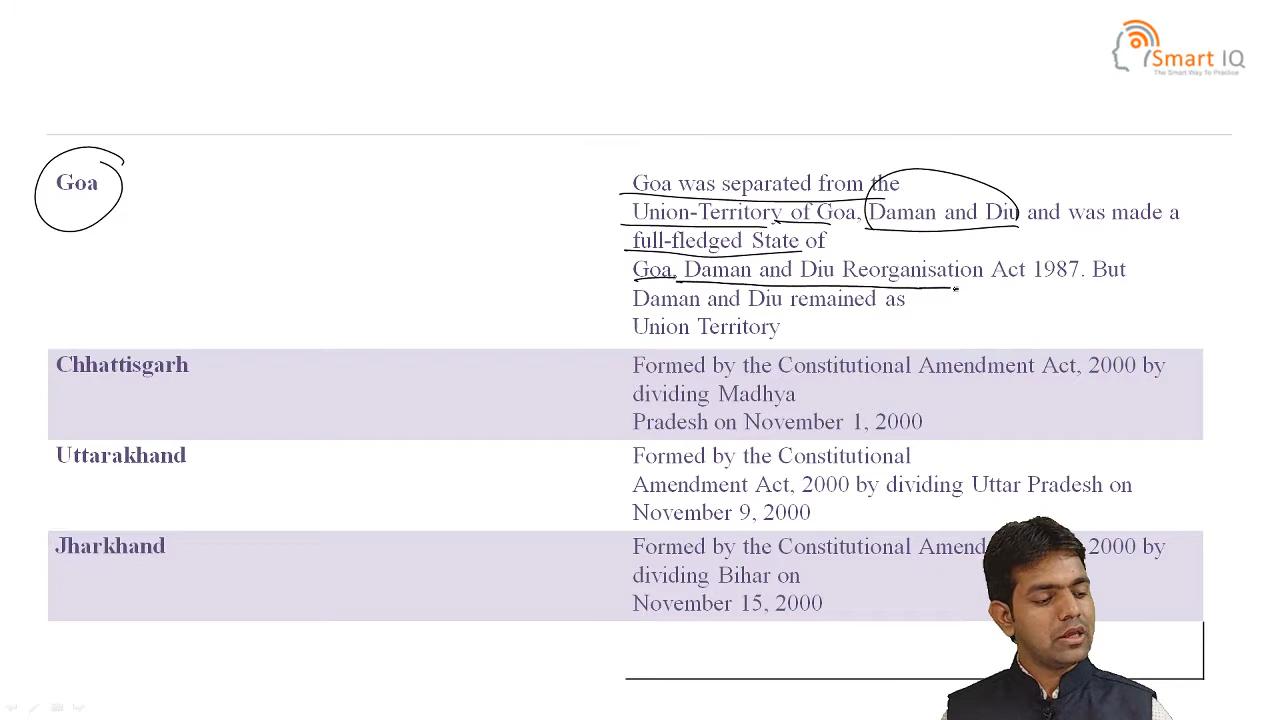 Smart IQ
The Smart Way To Practice
Goa
Goa was separated from the
Union-Territory of Goa, Daman and Diu and was made a
full-fledged State of
Goa, Daman and Diu Reorganisation Act 1987. But
Daman and Diu remained as
Union Territory
Chhattisgarh
Formed by the Constitutional Amendment Act, 2000 by
dividing Madhya
Pradesh on November 1, 2000
Uttarakhand
Formed by the Constitutional
Amendment Act, 2000 by dividing Uttar Pradesh on
November 9, 2000
Jharkhand
Formed by the Constitutional 2000 by
dividing Bihar on
November 15, 2000